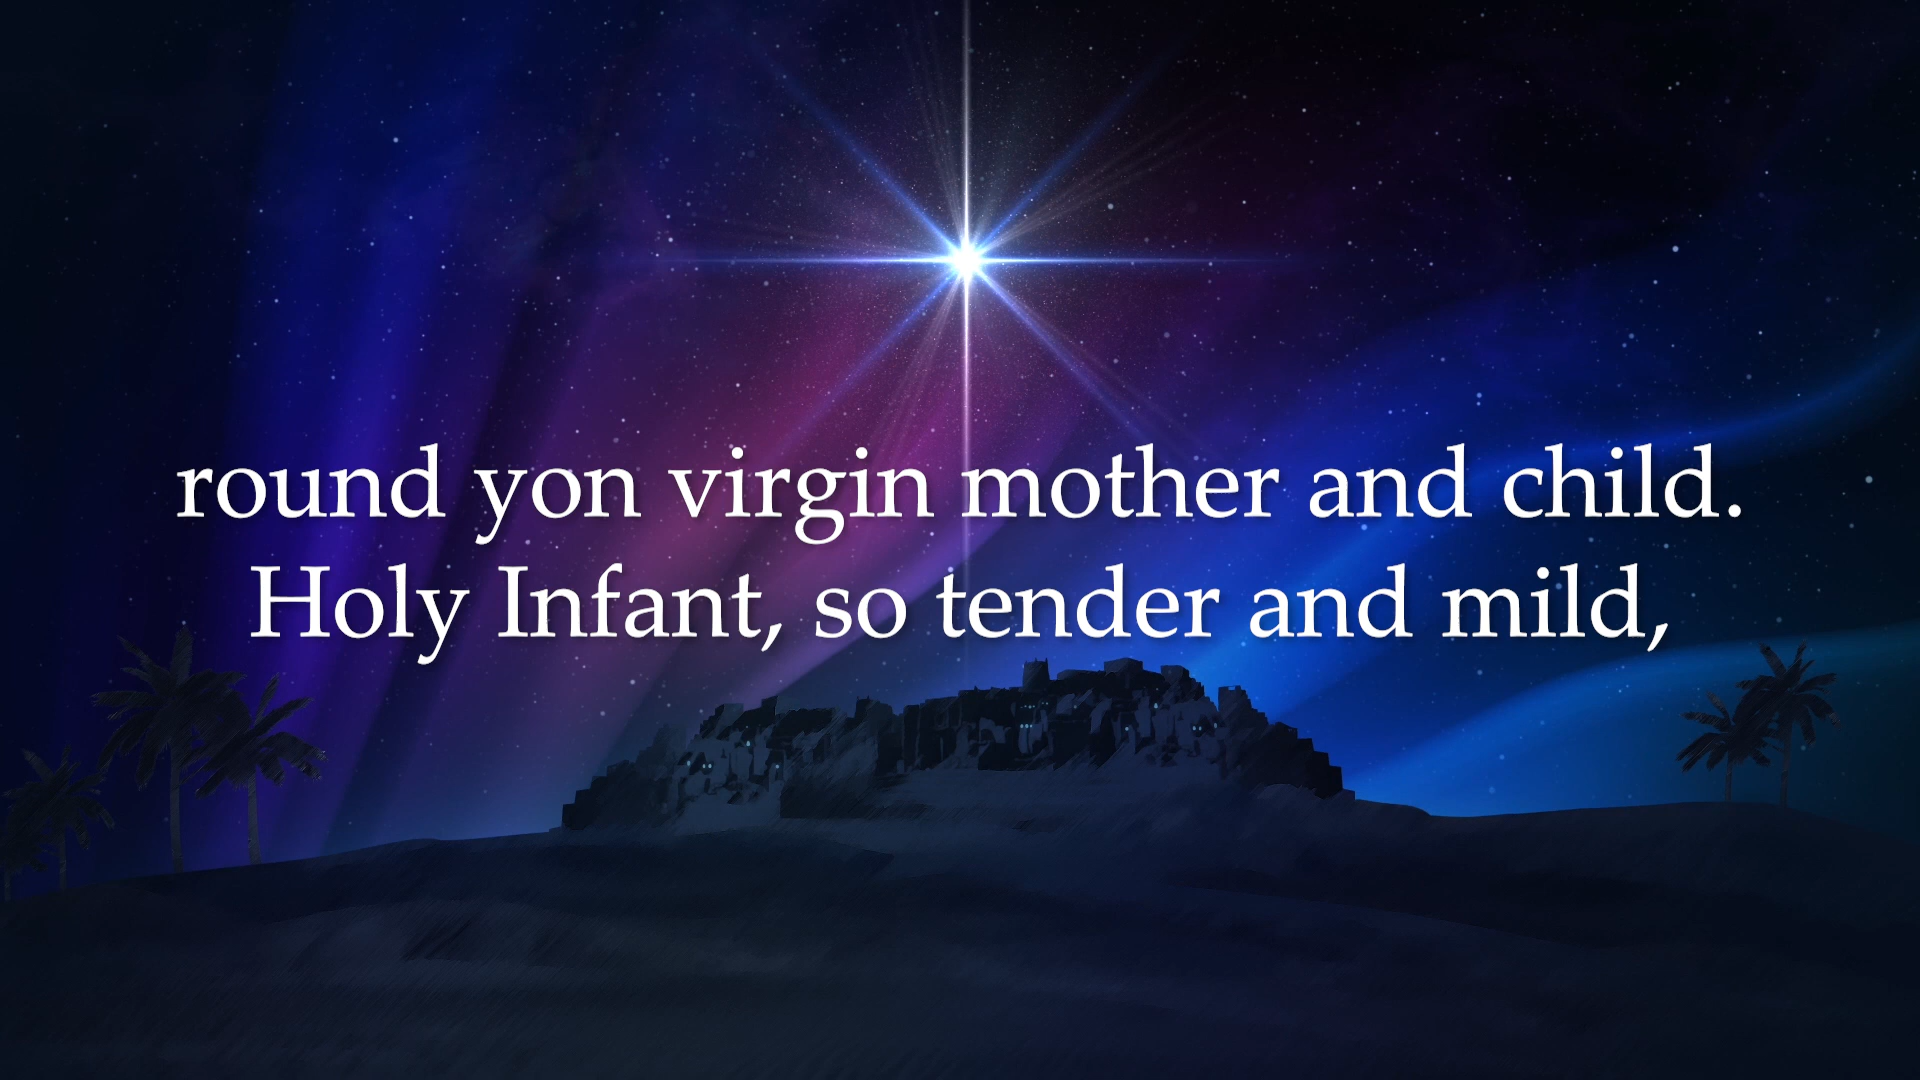 round yon virgin mother and child.
Holy Infant, so tender and mild,